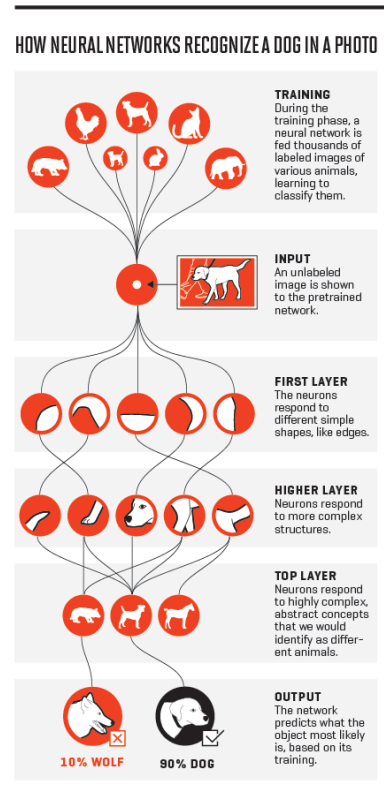 HOW NEURAL NETWORKS RECOGNIZE A DOG IN A PHOTO
TRAINING
During the
training phase, a
neural network is
fed thousands of
labeled images of
various animals,
learning to
classify them.
INPUT
An unlabeled
image is shown
to the pretrained
network.
FIRST LAYER
The neurons
respond to
different simple
shapes, like edges.
HIGHER LAYER
Neurons respond
to more complex
structures.
TOP LAYER
Neurons respond
to highly complex,
abstract concepts
that we would
identify as differ-
ent animals.
OUTPUT
The network
predicts what the
object most likely
is, based on its
training.
10% WOLF
90% DOG